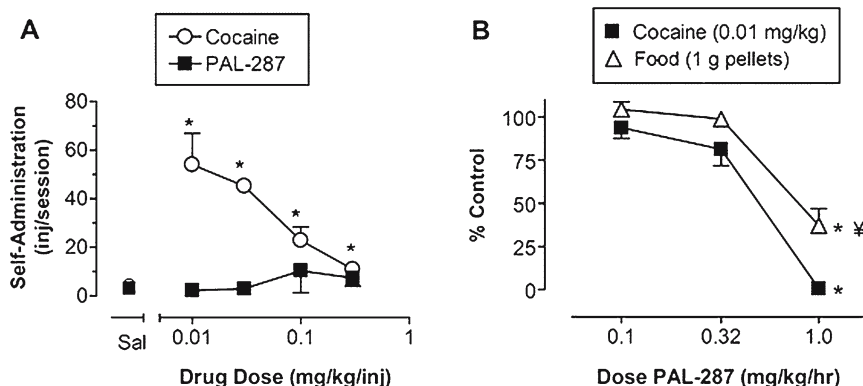 A
Cocaine
PAL-287
80
60
40
20
0
Self-Administration
(inj/session)
*
*
*
*
Sal
0.01
0.1
1
Drug Dose (mg/kg/inj)
B
Cocaine (0.01 mg/kg)
Food (1 g pellets)
100
75
50
25
0
% Control
* ¥
*
0.1
0.32
1.0
Dose PAL-287 (mg/kg/hr)